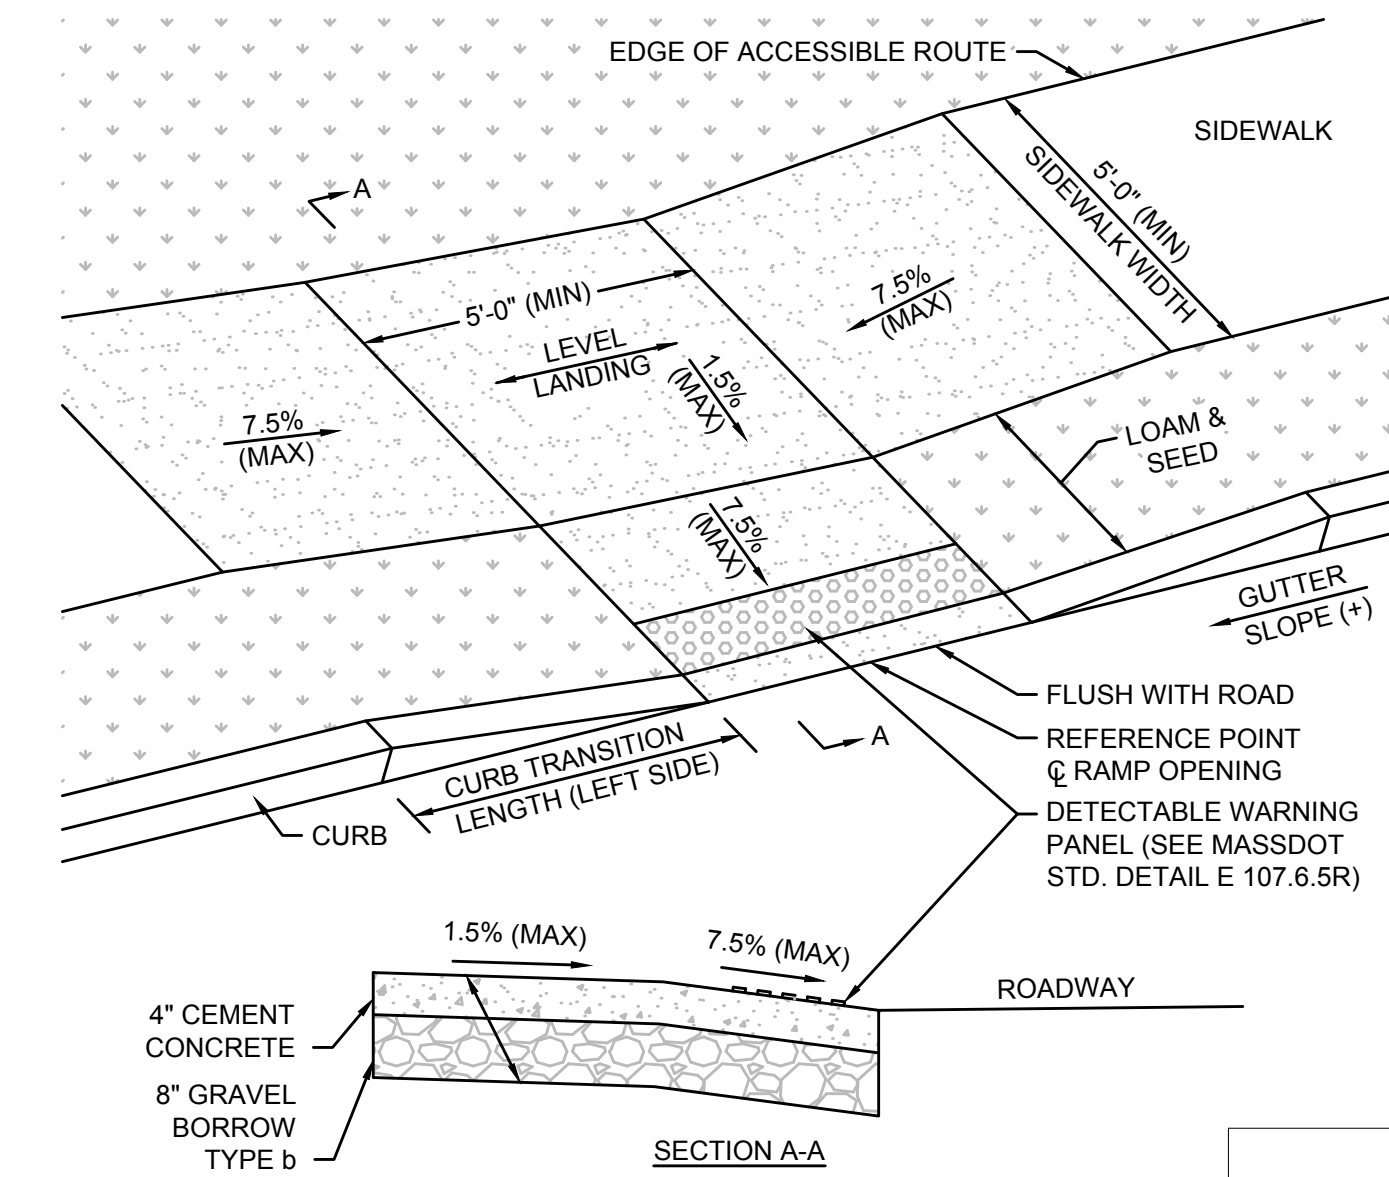 EDGE OF ACCESSIBLE ROUTE
SIDEWALK
A
5'-0" (MIN)
SIDEWALK WIDTH
5'-0" (MIN)
LEVEL
LANDING
1.5%
(MAX)
7.5%
(MAX)
7.5%
(MAX)
LOAM &
SEED
7.5%
(MAX)
GUTTER
SLOPE (+)
FLUSH WITH ROAD
REFERENCE POINT
℄ RAMP OPENING
A
CURB TRANSITION
LENGTH (LEFT SIDE)
CURB
DETECTABLE WARNING
PANEL (SEE MASSDOT
STD. DETAIL E 107.6.5R)
1.5% (MAX)
7.5% (MAX)
ROADWAY
4" CEMENT
CONCRETE
8" GRAVEL
BORROW
TYPE b
SECTION A-A